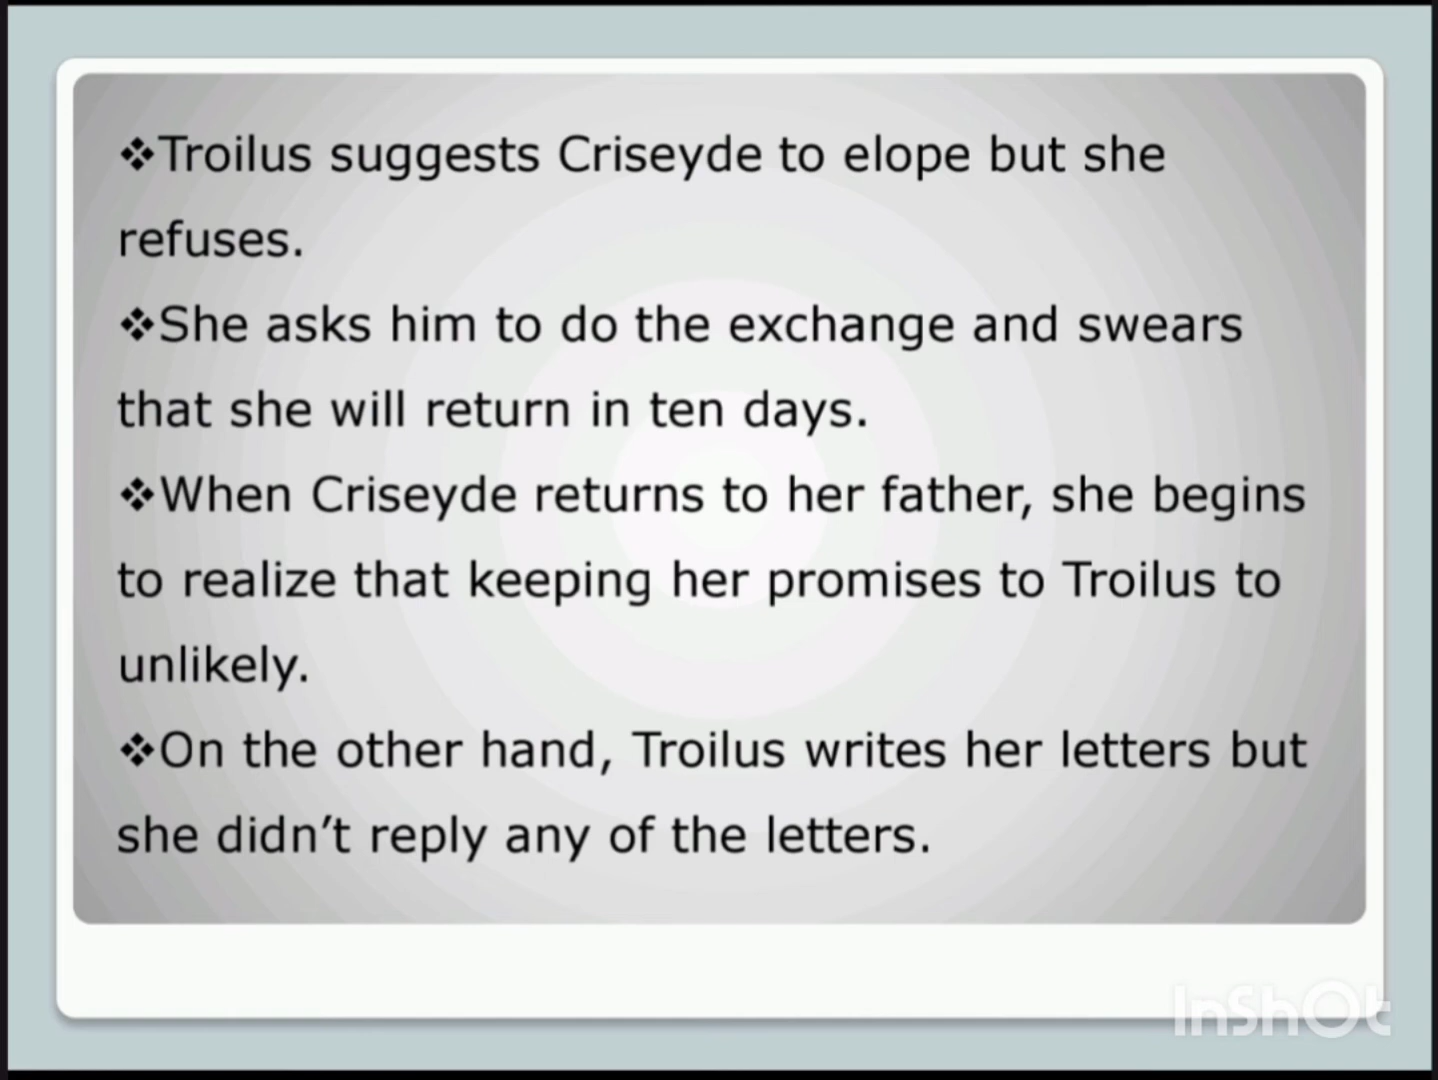 ❖Troilus suggests Criseyde to elope but she
refuses.
❖She asks him to do the exchange and swears
that she will return in ten days.
❖When Criseyde returns to her father, she begins
to realize that keeping her promises to Troilus to
unlikely.
❖On the other hand, Troilus writes her letters but
she didn’t reply any of the letters.
InShOt